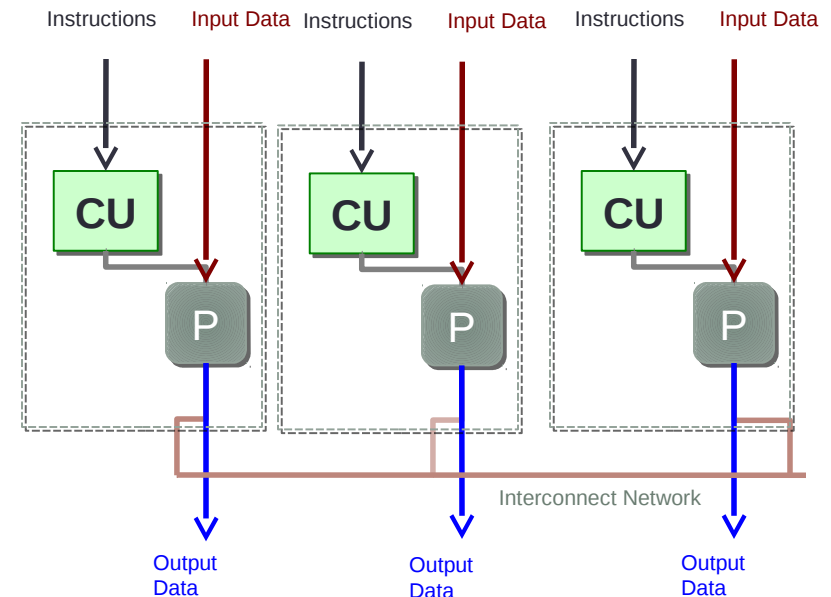 Instructions
Input Data
Instructions
Input Data
Instructions
Input Data
CU
CU
CU
P
P
P
Interconnect Network
Output
Data
Output
Data
Output
Data